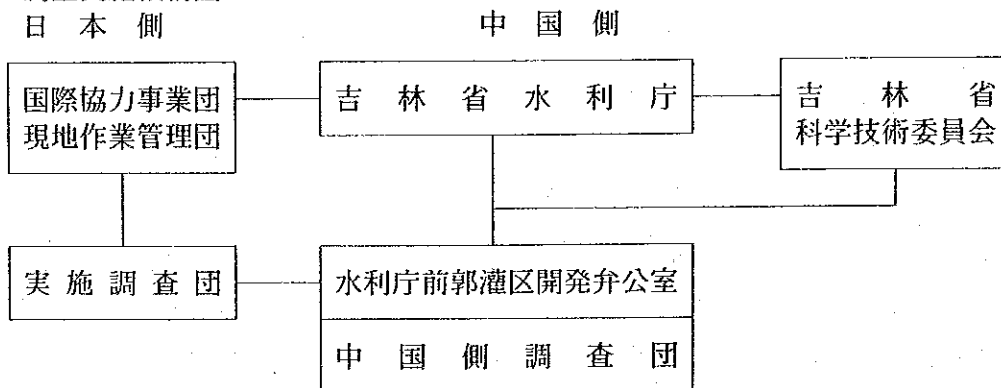 日本側
中国側
国際協力事業団
現地作業管理団
吉林省水利庁
吉林省
科学技術委員会
実施調査団
水利庁前郭灌区開発弁公室
中国側調査団